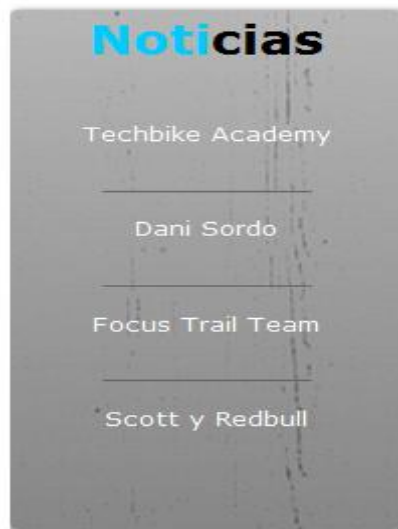 Noticias
Techbike Academy
Dani Sordo
Focus Trail Team
Scott y Redbull